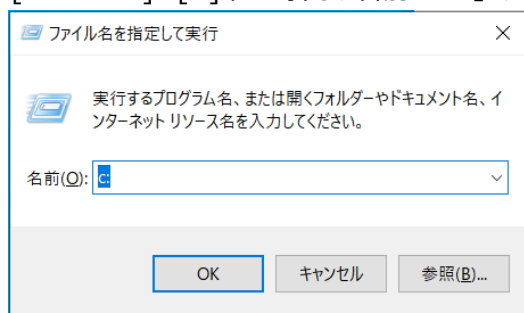 ファイル名を指定して実行
実行するプログラム名、または開くフォルダーやドキュメント名、イ
ンターネット リソース名を入力してください。
名前(O): c:
OK キャンセル 参照(B)...